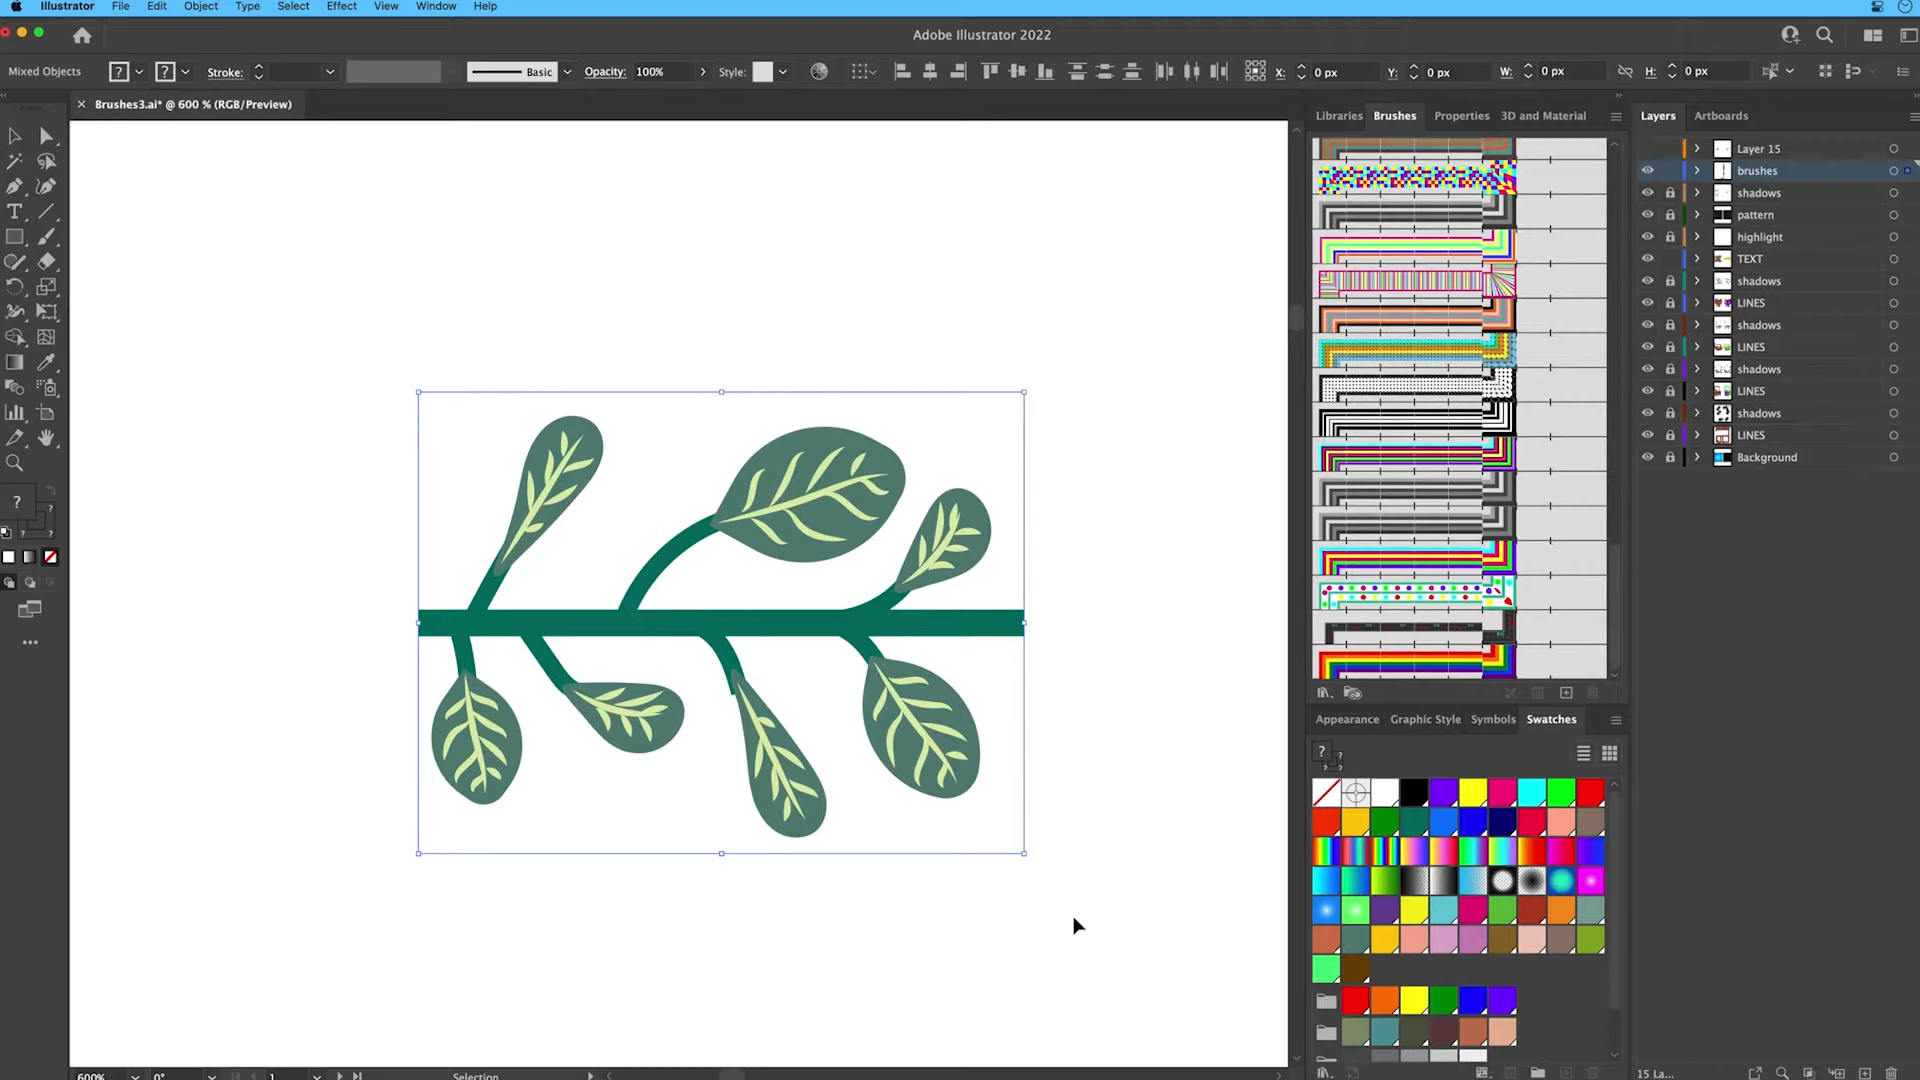 Illustrator File Edit Object Type Select Effect View Window Help
Adobe Illustrator 2022
Mixed Objects ? ? Stroke: Basic Opacity: 100% Style: X: 0 px Y: 0 px W: 0 px H: 0 px
Brushes3.ai* @ 600 % (RGB/Preview)
Libraries Brushes Properties 3D and Material
Layers Artboards
Layer 15
brushes
shadows
pattern
highlight
TEXT
shadows
LINES
shadows
LINES
shadows
LINES
shadows
LINES
Background
Appearance Graphic Style Symbols Swatches
600% 0° 1 Selection
15 La...